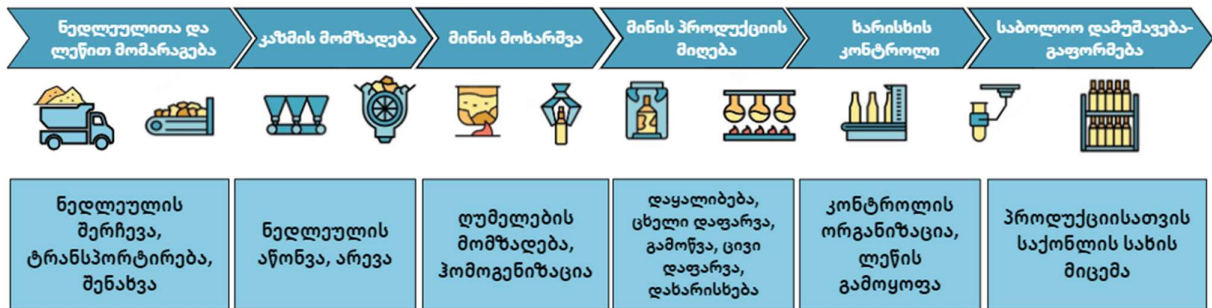 ნედლეულითა და
ლეწით მომარაგება
კაზმის მომზადება
მინის მოხარშვა
მინის პროდუქციის
მიღება
ხარისხის
კონტროლი
საბოლოო დამუშავება-
გაფორმება
ნედლეულის
შერჩევა,
ტრანსპორტირება,
შენახვა
ნედლეულის
აწონვა, არევა
ღუმელების
მომზადება,
ჰომოგენიზაცია
დაყალიბება,
ცხელი დაფარვა,
გამოწვა, ცივი
დაფარვა,
დახარისხება
კონტროლის
ორგანიზაცია,
ლეწის
გამოყოფა
პროდუქციისათვის
საქონლის სახის
მიცემა